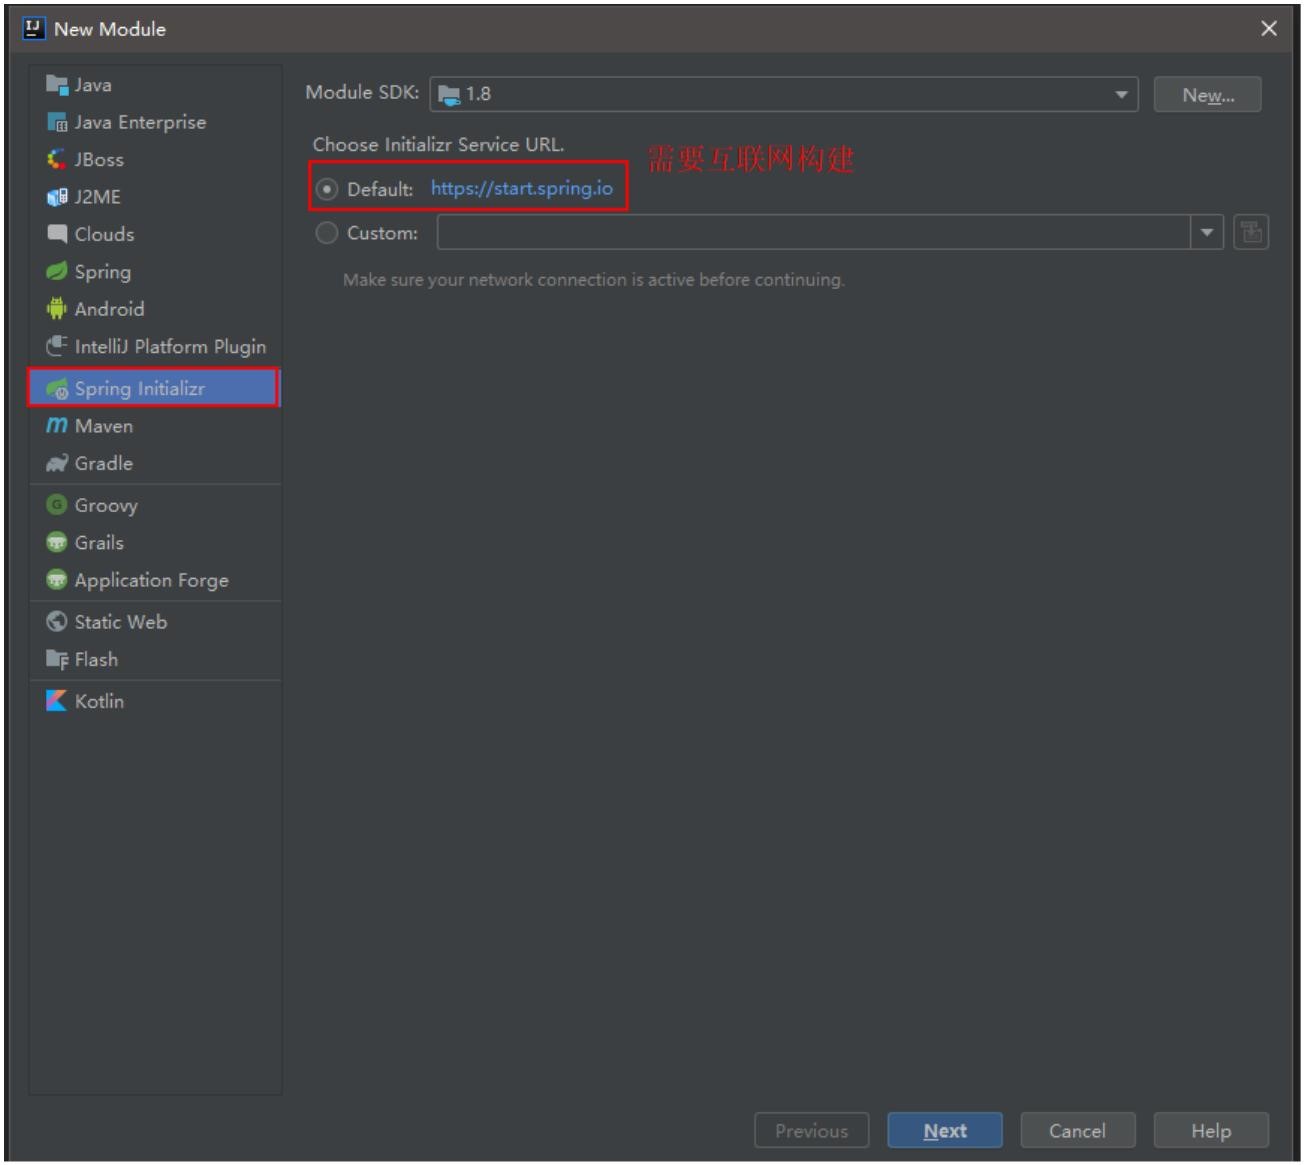 New Module
Java
Java Enterprise
JBoss
J2ME
Clouds
Spring
Android
IntelliJ Platform Plugin
Spring Initializr
Maven
Gradle
Groovy
Grails
Application Forge
Static Web
Flash
Kotlin
Module SDK: 1.8 New...
Choose Initializr Service URL.
需要互联网构建
Default: https://start.spring.io
Custom:
Make sure your network connection is active before continuing.
Previous Next Cancel Help